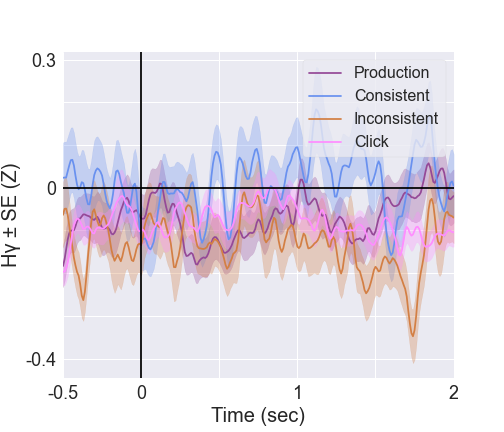 0.3
Production
Consistent
Inconsistent
Click
0
Hγ ± SE (Z)
-0.4
-0.5 0 1 2
Time (sec)